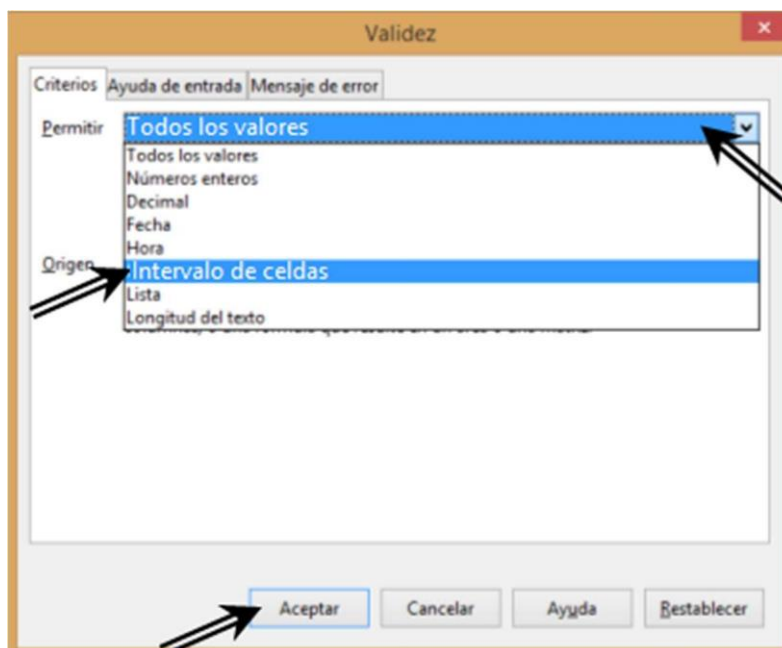 Validez
Criterios Ayuda de entrada Mensaje de error
Permitir Todos los valores
Todos los valores
Números enteros
Decimal
Fecha
Hora
Origen Intervalo de celdas
Lista
Longitud del texto
Aceptar Cancelar Ayuda Restablecer